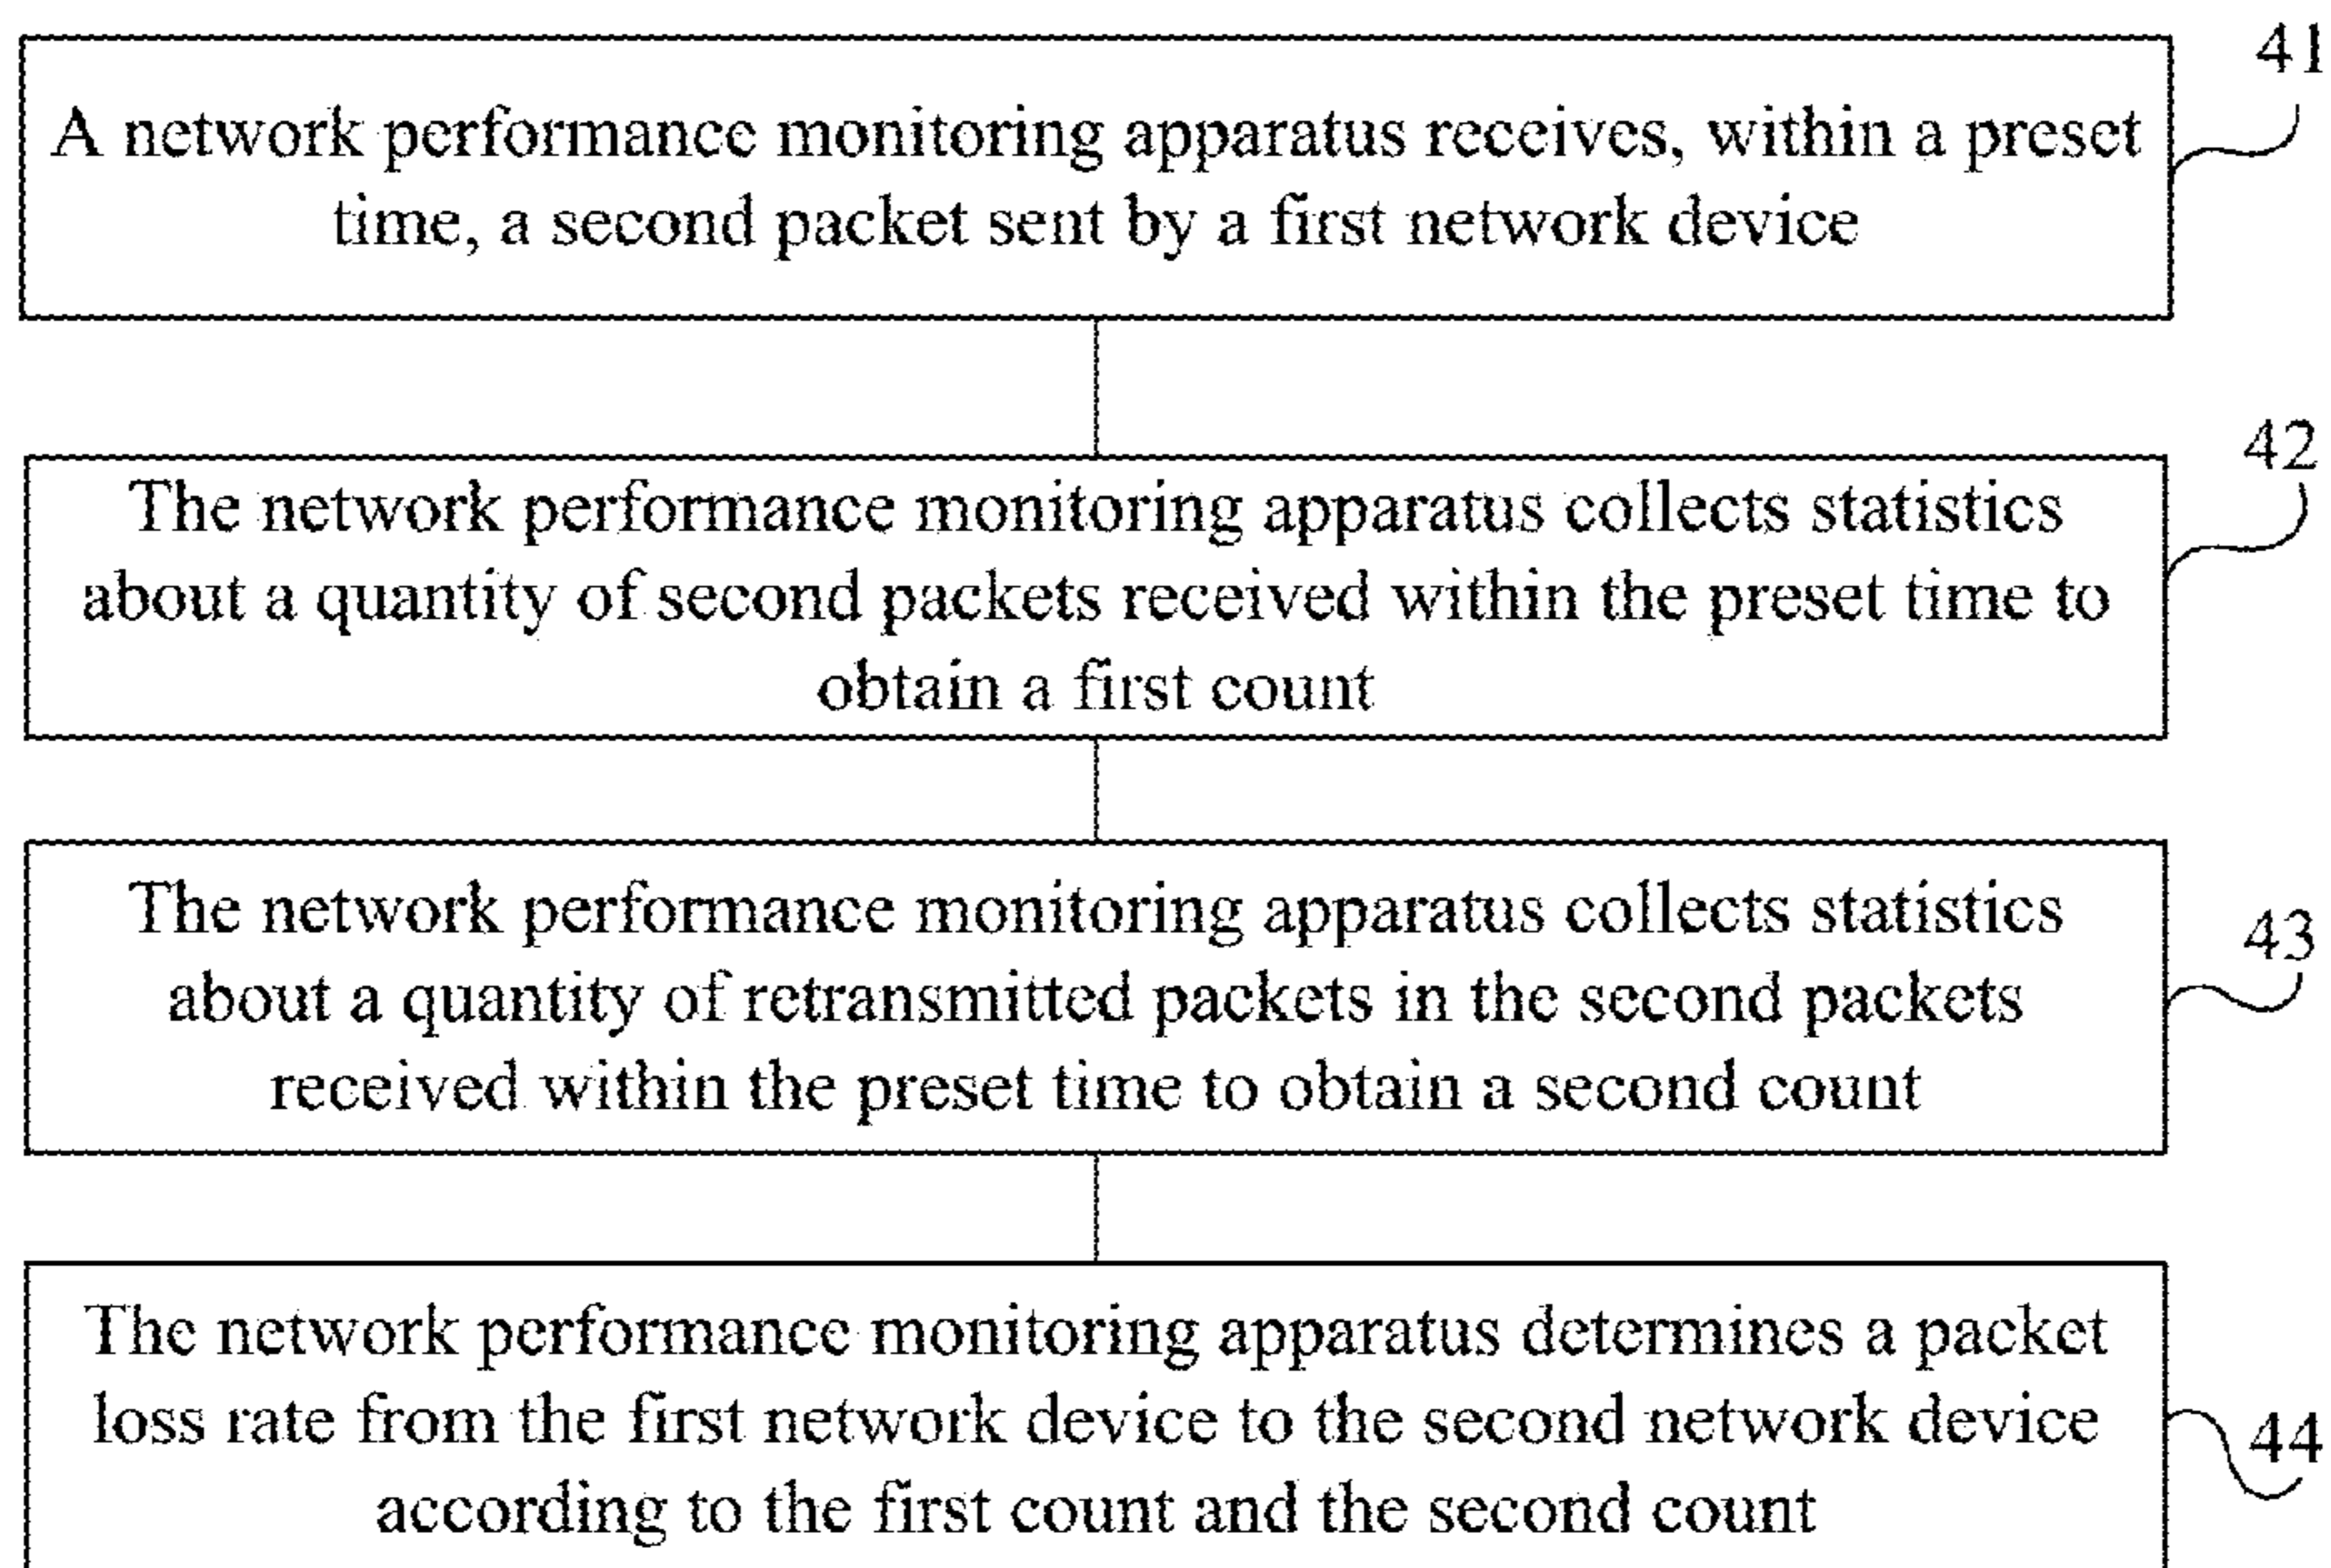 41
A network performance monitoring apparatus receives, within a preset
time, a second packet sent by a first network device
42
The network performance monitoring apparatus collects statistics
about a quantity of second packets received within the preset time to
obtain a first count
The network performance monitoring apparatus collects statistics
43
about a quantity of retransmitted packets in the second packets
received within the preset time to obtain a second count
The network performance monitoring apparatus determines a packet
loss rate from the first network device to the second network device
44
according to the first count and the second count